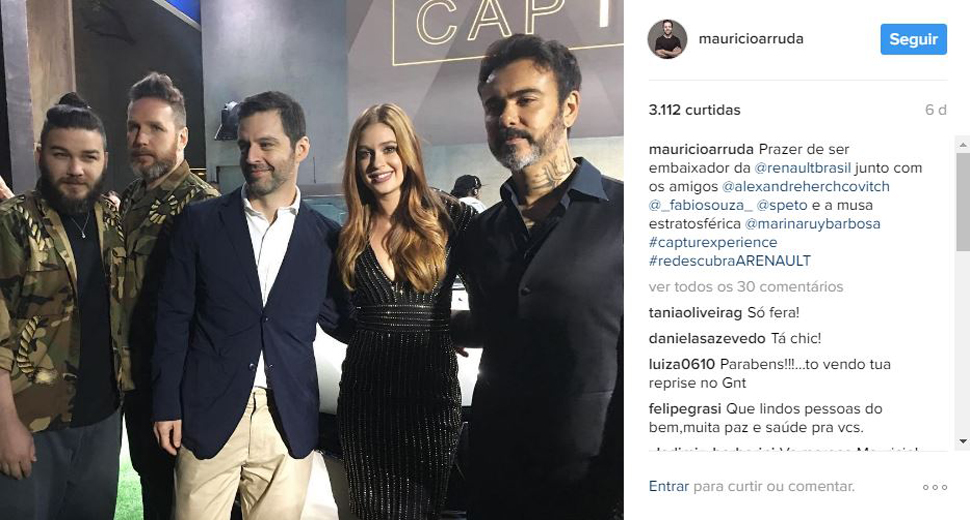 CAPT
mauricioarruda
Seguir
3.112 curtidas
6 d
mauricioarruda Prazer de ser
embaixador da @renaultbrasil junto com
os amigos @alexandreherchcovitch
@_fabiosouza_ @speto e a musa
estratosférica @marinaruybarbosa
#capturexperience
#redescubraARENAULT
ver todos os 30 comentários
taniaoliveirag Só fera!
danielasazevedo Tá chic!
luiza0610 Parabens!!!...to vendo tua
reprise no Gnt
felipegrasi Que lindos pessoas do
bem,muita paz e saúde pra vcs.
Entrar para curtir ou comentar.